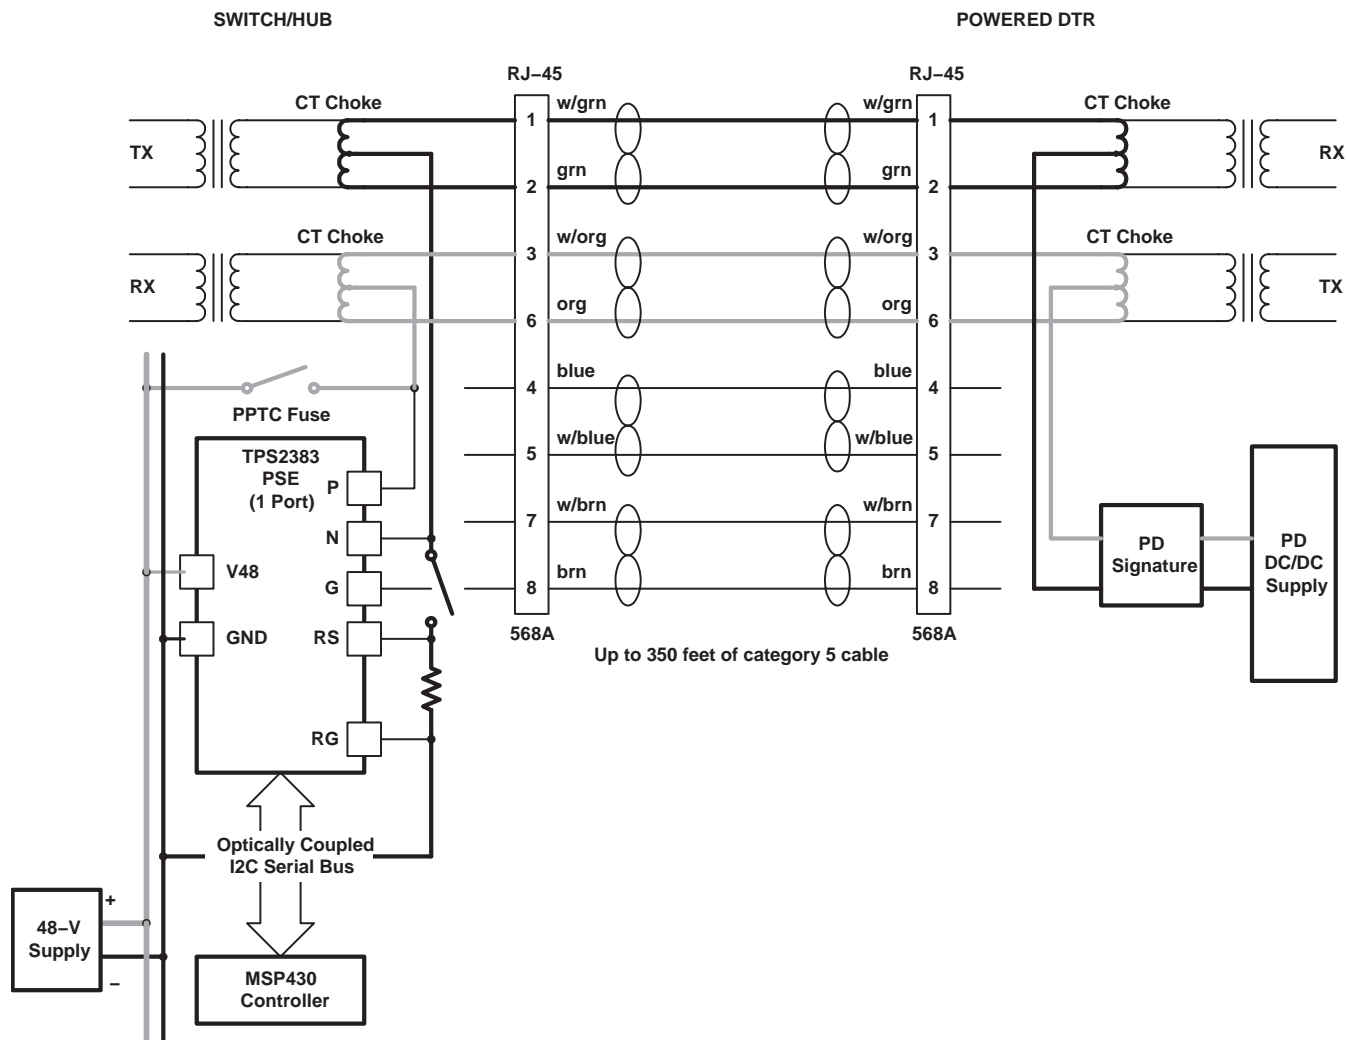 SWITCH/HUB
POWERED DTR
RJ−45
RJ−45
CT Choke
w/grn
w/grn
CT Choke
1
1
TX
RX
grn
grn
2
2
CT Choke
w/org
w/org
CT Choke
3
3
RX
TX
org
org
6
6
blue
blue
4
4
PPTC Fuse
w/blue
w/blue
5
5
TPS2383
PSE
(1 Port)
P
w/brn
w/brn
7
7
N
PD
Signature
PD
DC/DC
Supply
V48
brn
brn
G
8
8
GND
RS
568A
568A
Up to 350 feet of category 5 cable
RG
Optically Coupled
I2C Serial Bus
+
48−V
Supply
−
MSP430
Controller